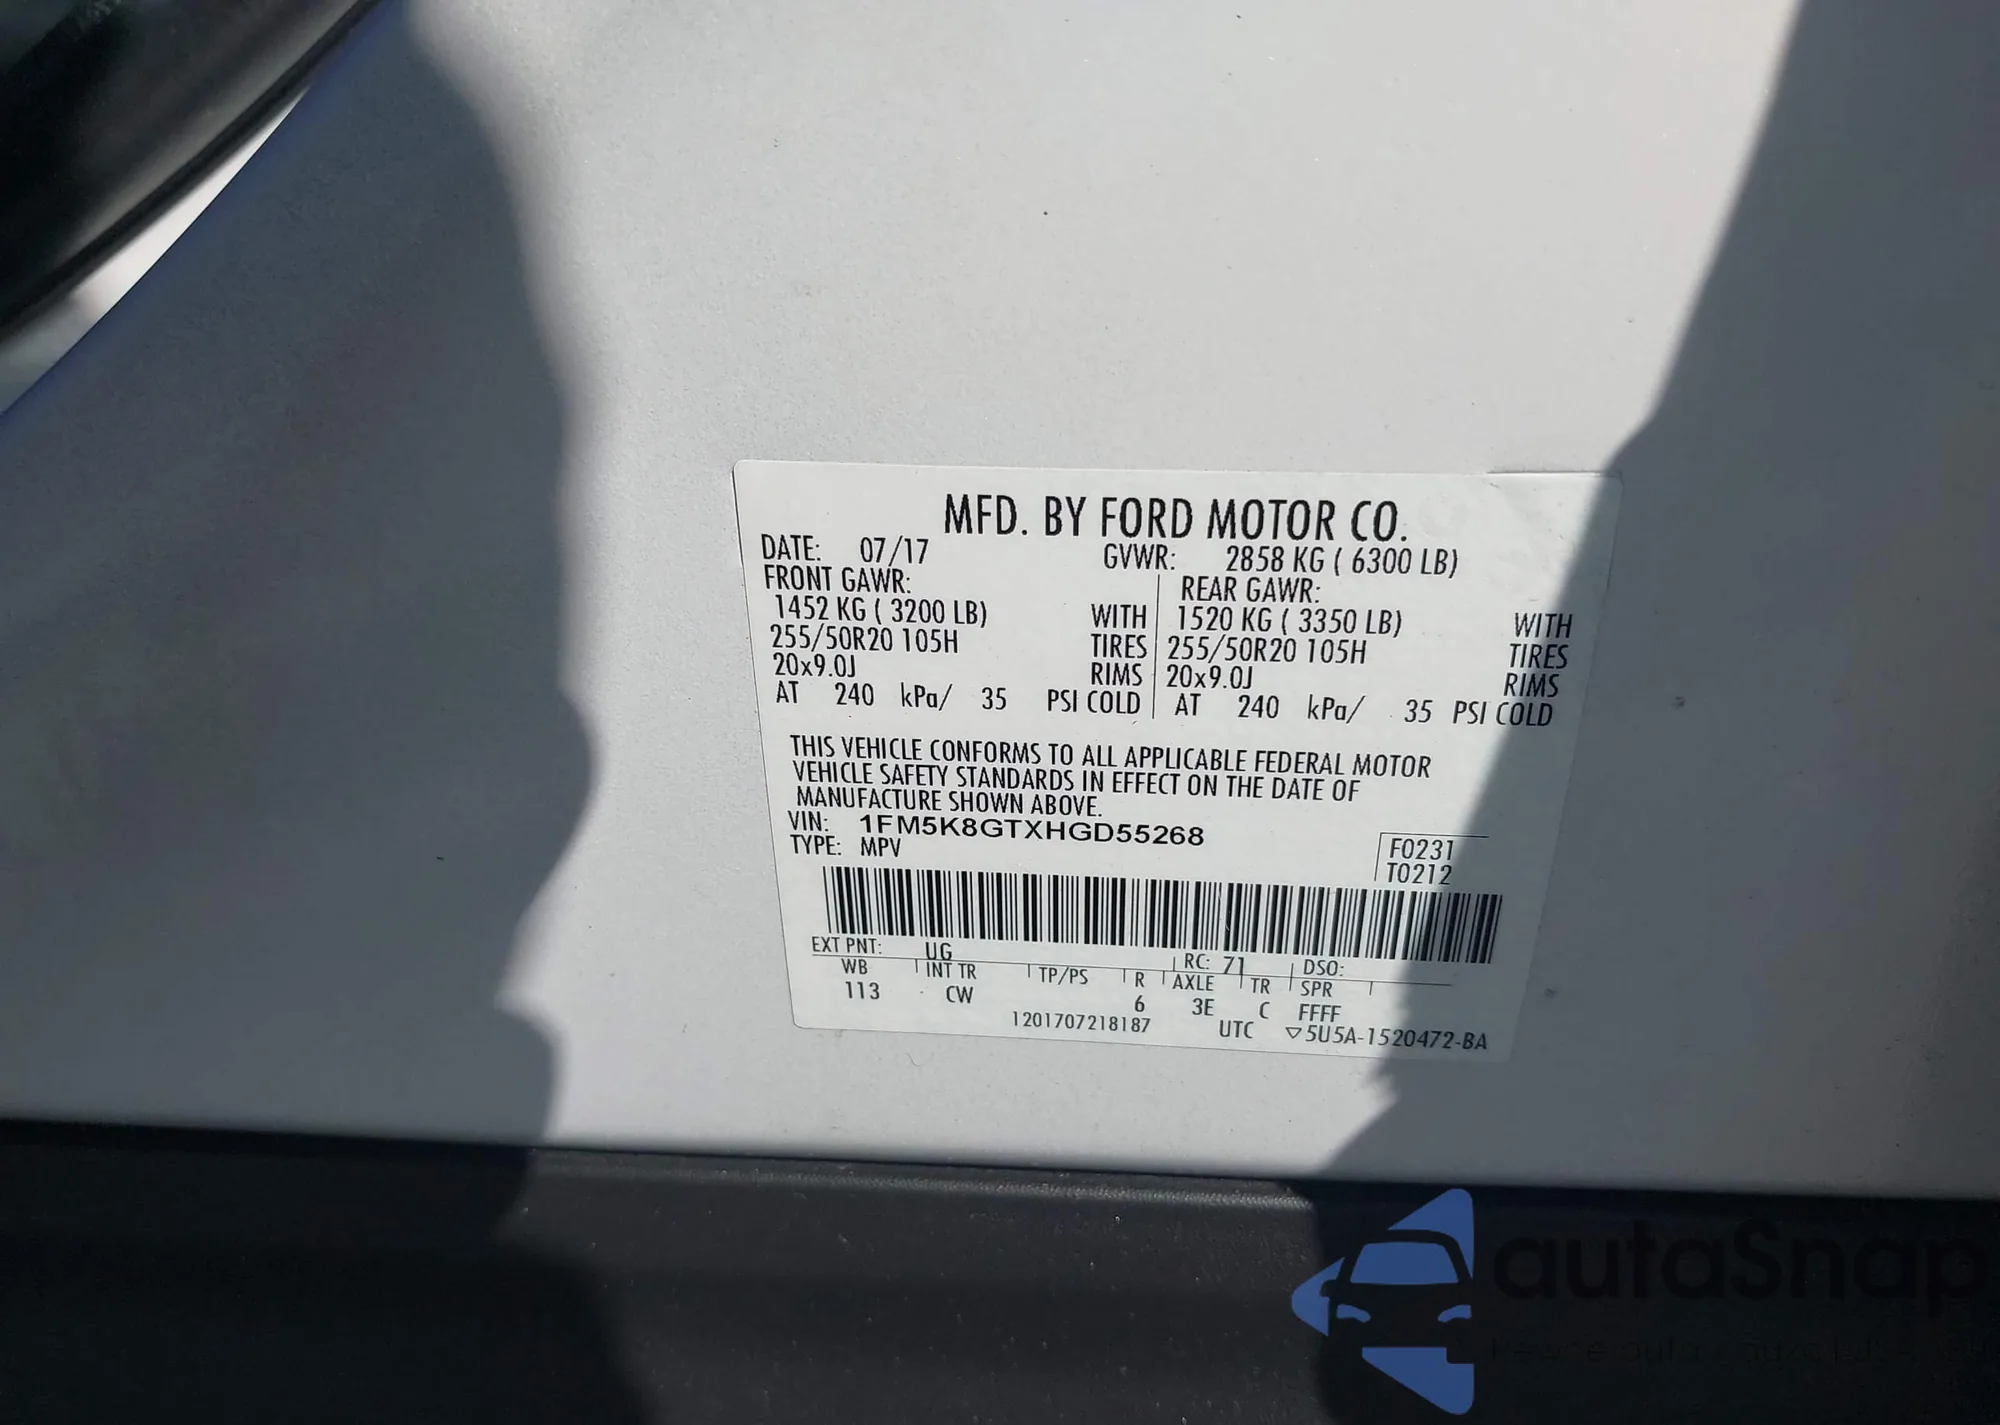 MFD. BY FORD MOTOR CO.
DATE: 07/17 GVWR: 2858 KG ( 6300 LB)
FRONT GAWR: REAR GAWR:
1452 KG ( 3200 LB) WITH 1520 KG ( 3350 LB) WITH
255/50R20 105H TIRES 255/50R20 105H TIRES
20x9.0J RIMS 20x9.0J RIMS
AT 240 kPa/ 35 PSI COLD AT 240 kPa/ 35 PSI COLD
THIS VEHICLE CONFORMS TO ALL APPLICABLE FEDERAL MOTOR
VEHICLE SAFETY STANDARDS IN EFFECT ON THE DATE OF
MANUFACTURE SHOWN ABOVE.
VIN: 1FM5K8GTXHGD55268
TYPE: MPV
F0231
T0212
EXT PNT: UG RC: 71 DSO:
WB INT TR TP/PS R AXLE TR SPR
113 CW 6 3E C FFFF
1201707218187 UTC ▽5U5A-1520472-BA
autaSnap